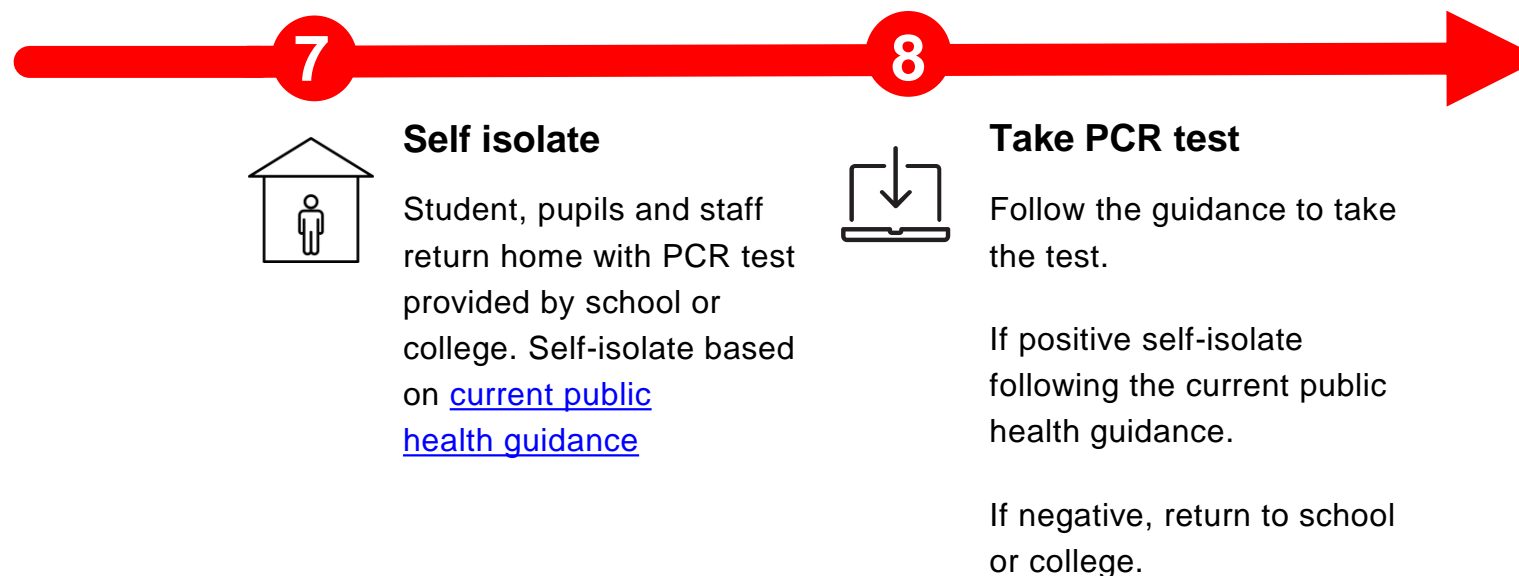 7
8
Self isolate
Student, pupils and staff
return home with PCR test
provided by school or
college. Self-isolate based
on current public
health guidance
Take PCR test
Follow the guidance to take
the test.
If positive self-isolate
following the current public
health guidance.
If negative, return to school
or college.